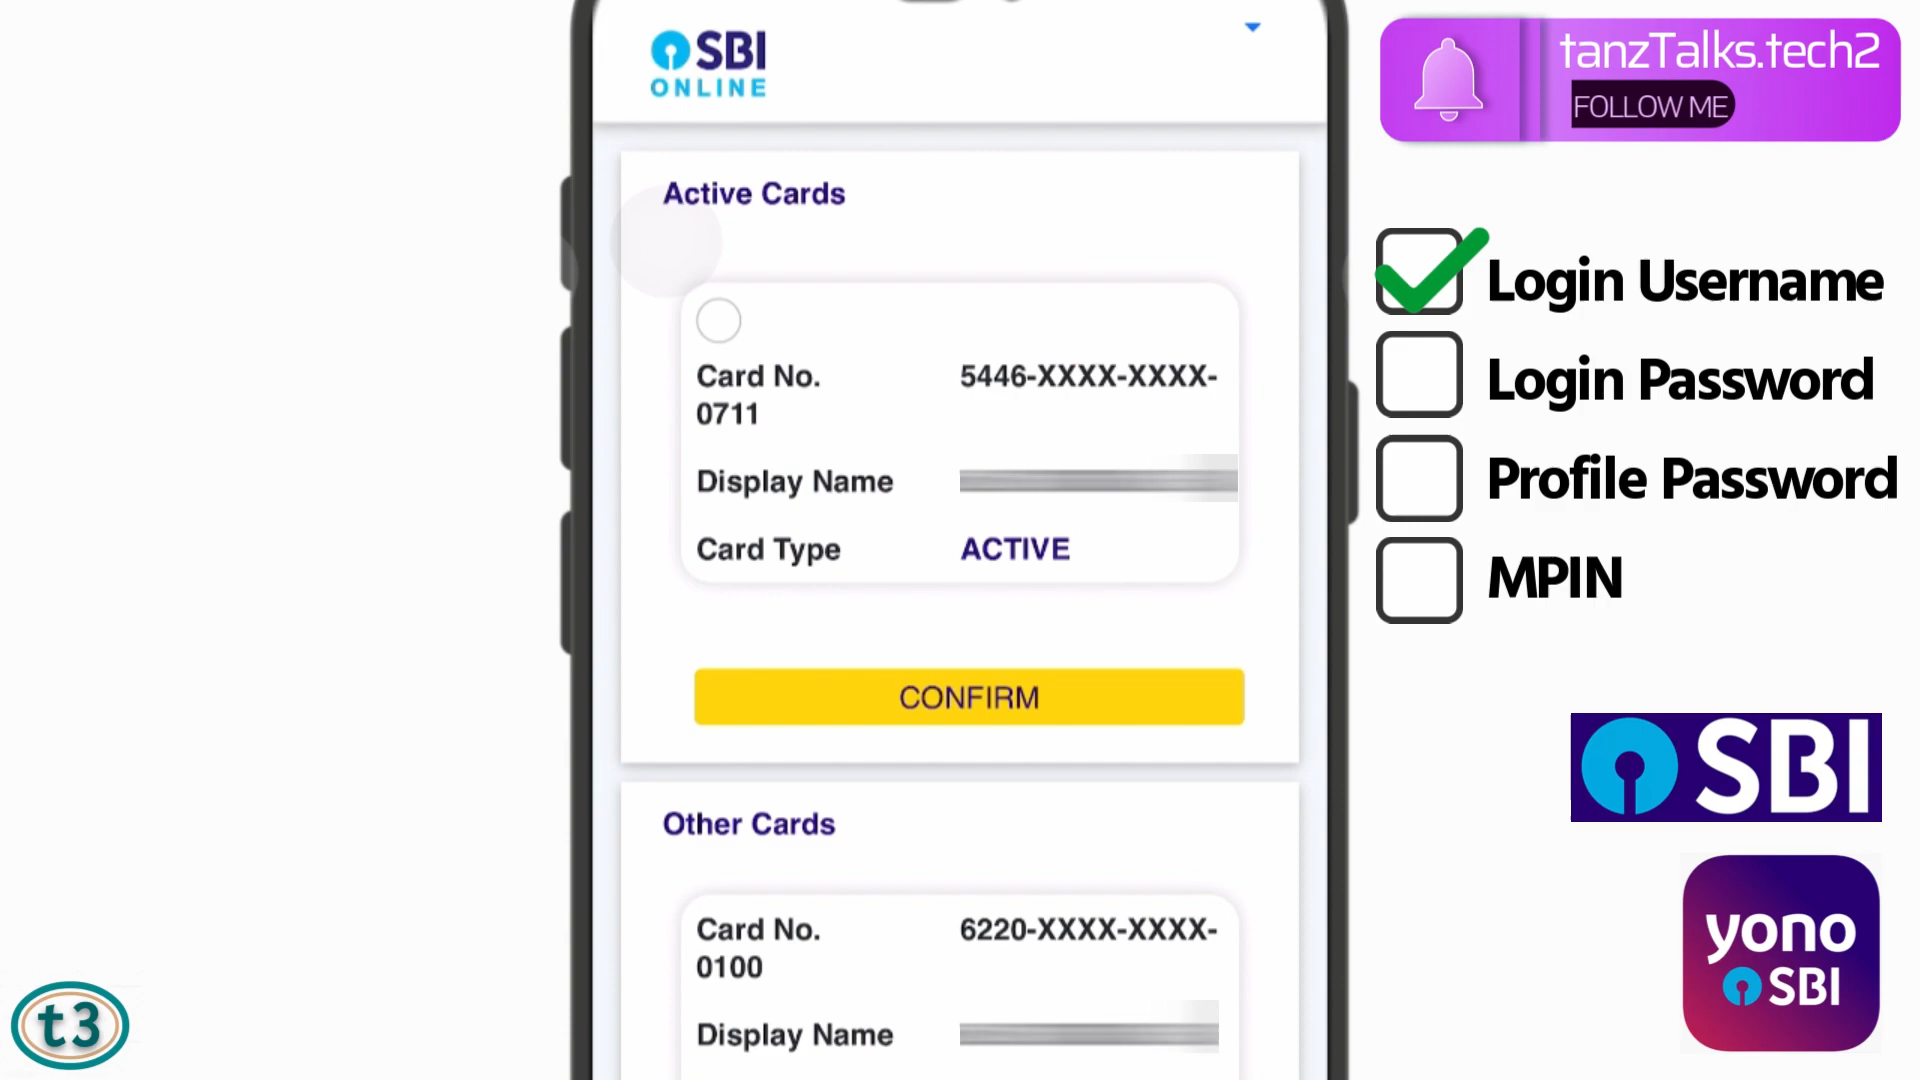 SBI
ONLINE
Active Cards
Card No. 5446-XXXX-XXXX-
0711
Display Name
Card Type ACTIVE
CONFIRM
Other Cards
Card No. 6220-XXXX-XXXX-
0100
Display Name
tanzTalks.tech2
FOLLOW ME
Login Username
Login Password
Profile Password
MPIN
SBI
yono
SBI
t3